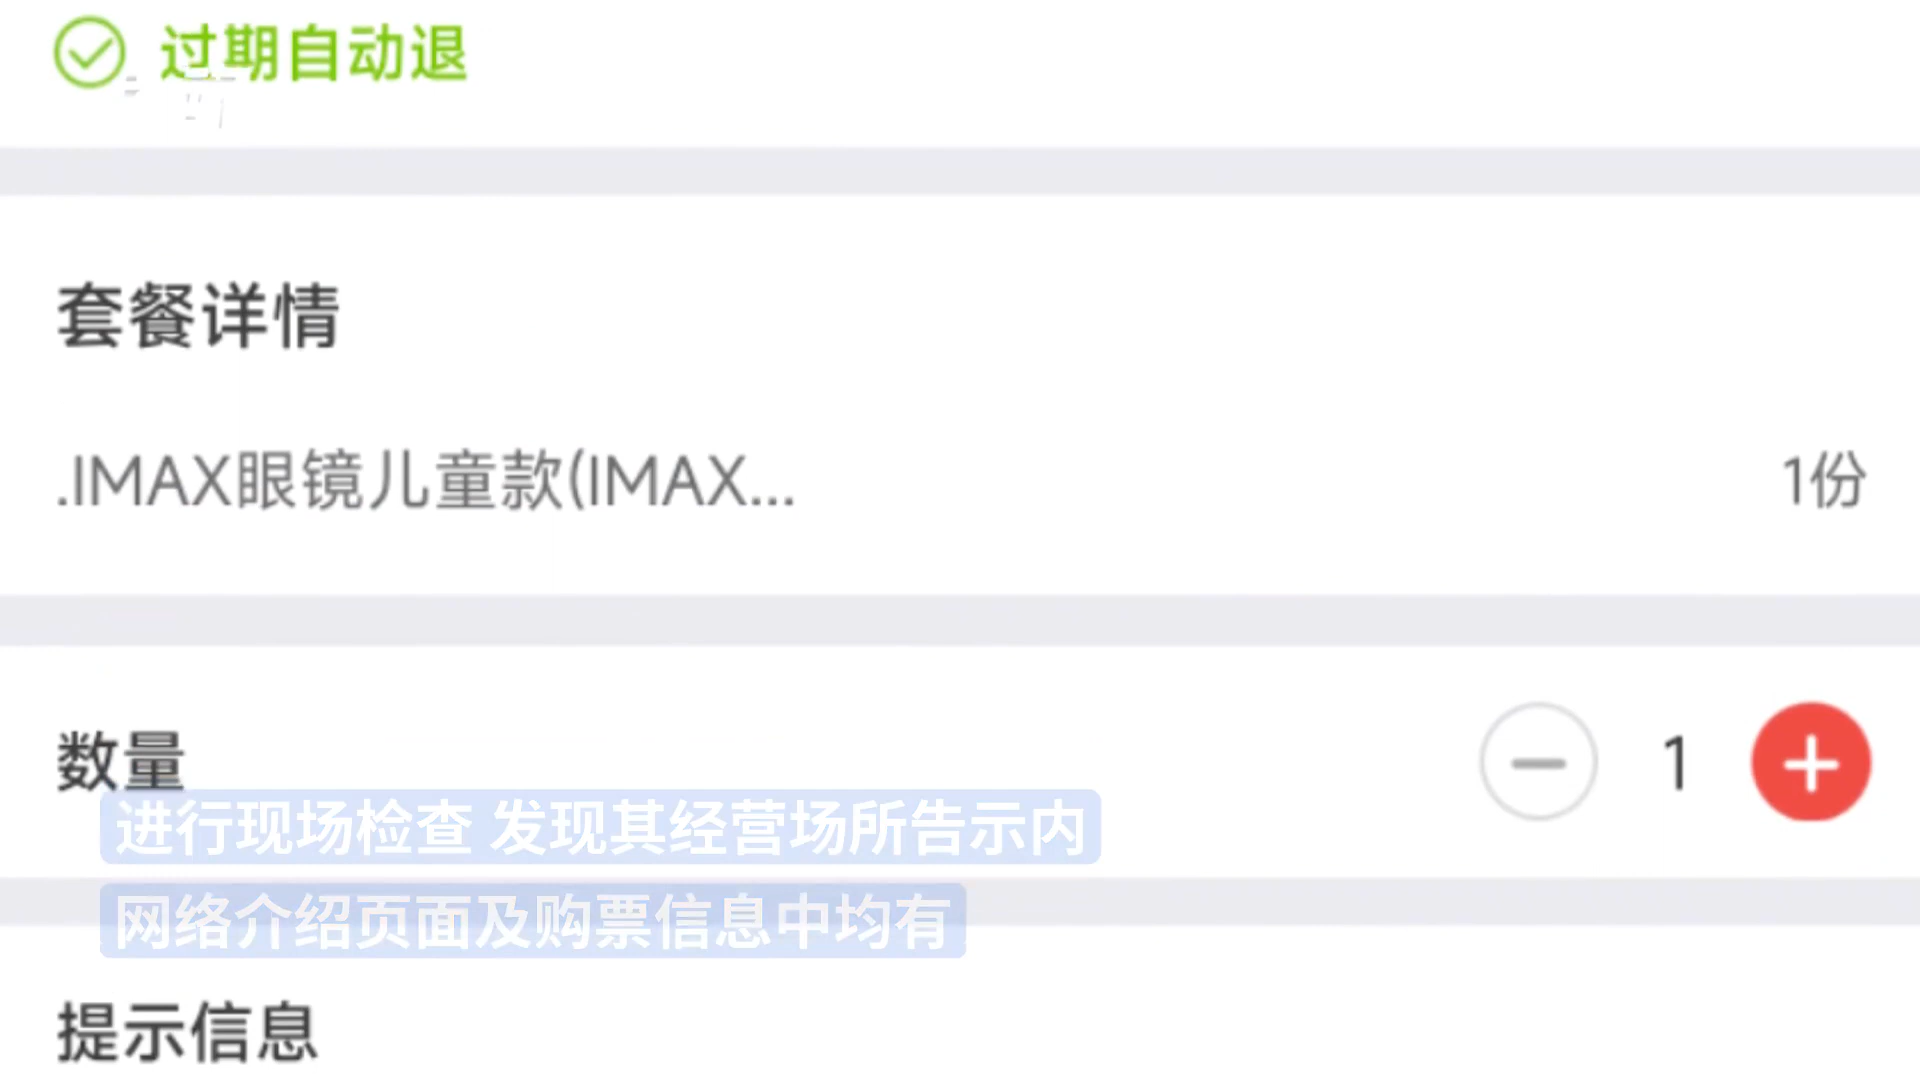 过期自动退
套餐详情
.IMAX眼镜儿童款(IMAX...
1份
数量
1
进行现场检查 发现其经营场所告示内
网络介绍页面及购票信息中均有
提示信息